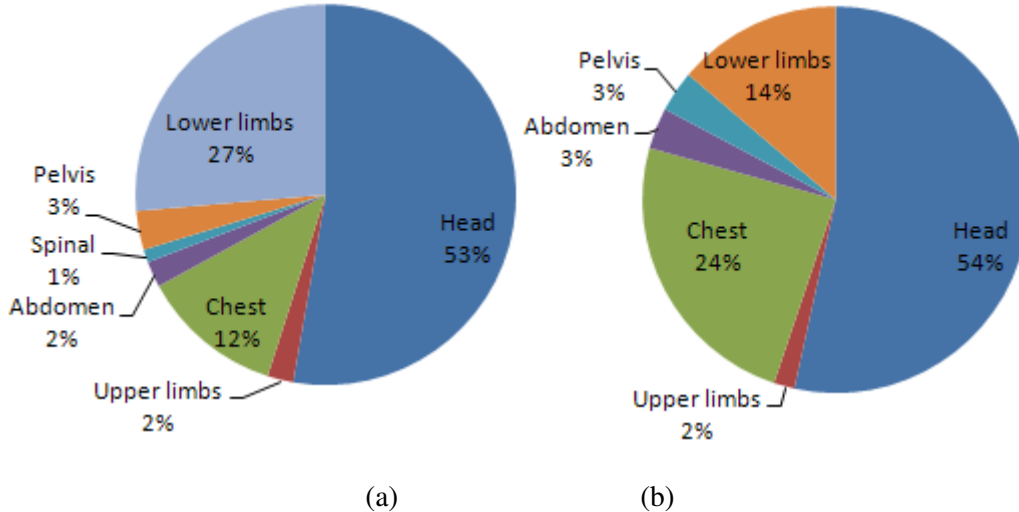 Lower limbs
27%
Pelvis
3%
Spinal
1%
Abdomen
2%
Chest
12%
Upper limbs
2%
Head
53%
(a)
Lower limbs
14%
Pelvis
3%
Abdomen
3%
Chest
24%
Upper limbs
2%
Head
54%
(b)